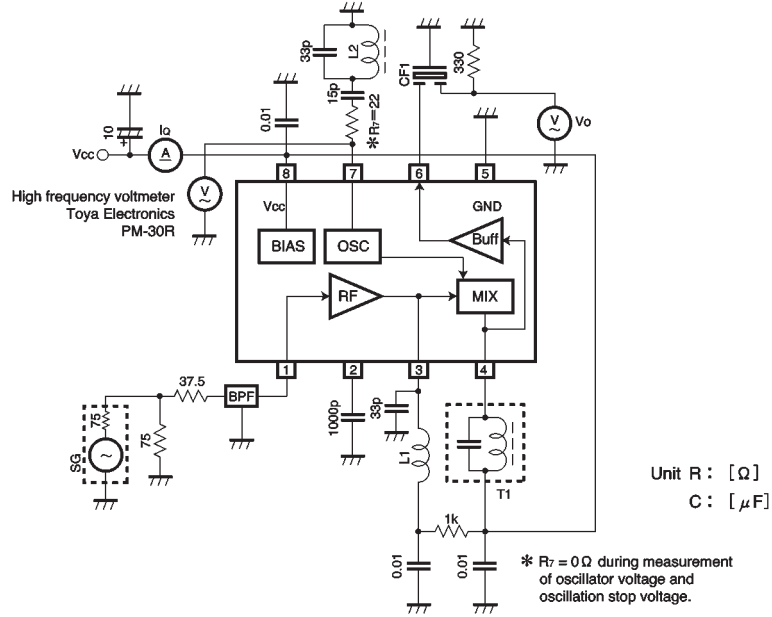 33p
L2
15p
*R7=22
CF1
330
0.01
10
+
IQ
Vcc
A
V
~
Vo
V
~
High frequency voltmeter
Toya Electronics
PM-30R
8
7
6
5
Vcc
GND
BIAS
OSC
Buff
RF
MIX
1
2
3
4
37.5
BPF
75
75
SG
~
1000p
33p
L1
T1
1k
0.01
0.01
Unit R : [Ω]
C : [μF]
* R7 = 0Ω during measurement
of oscillator voltage and
oscillation stop voltage.